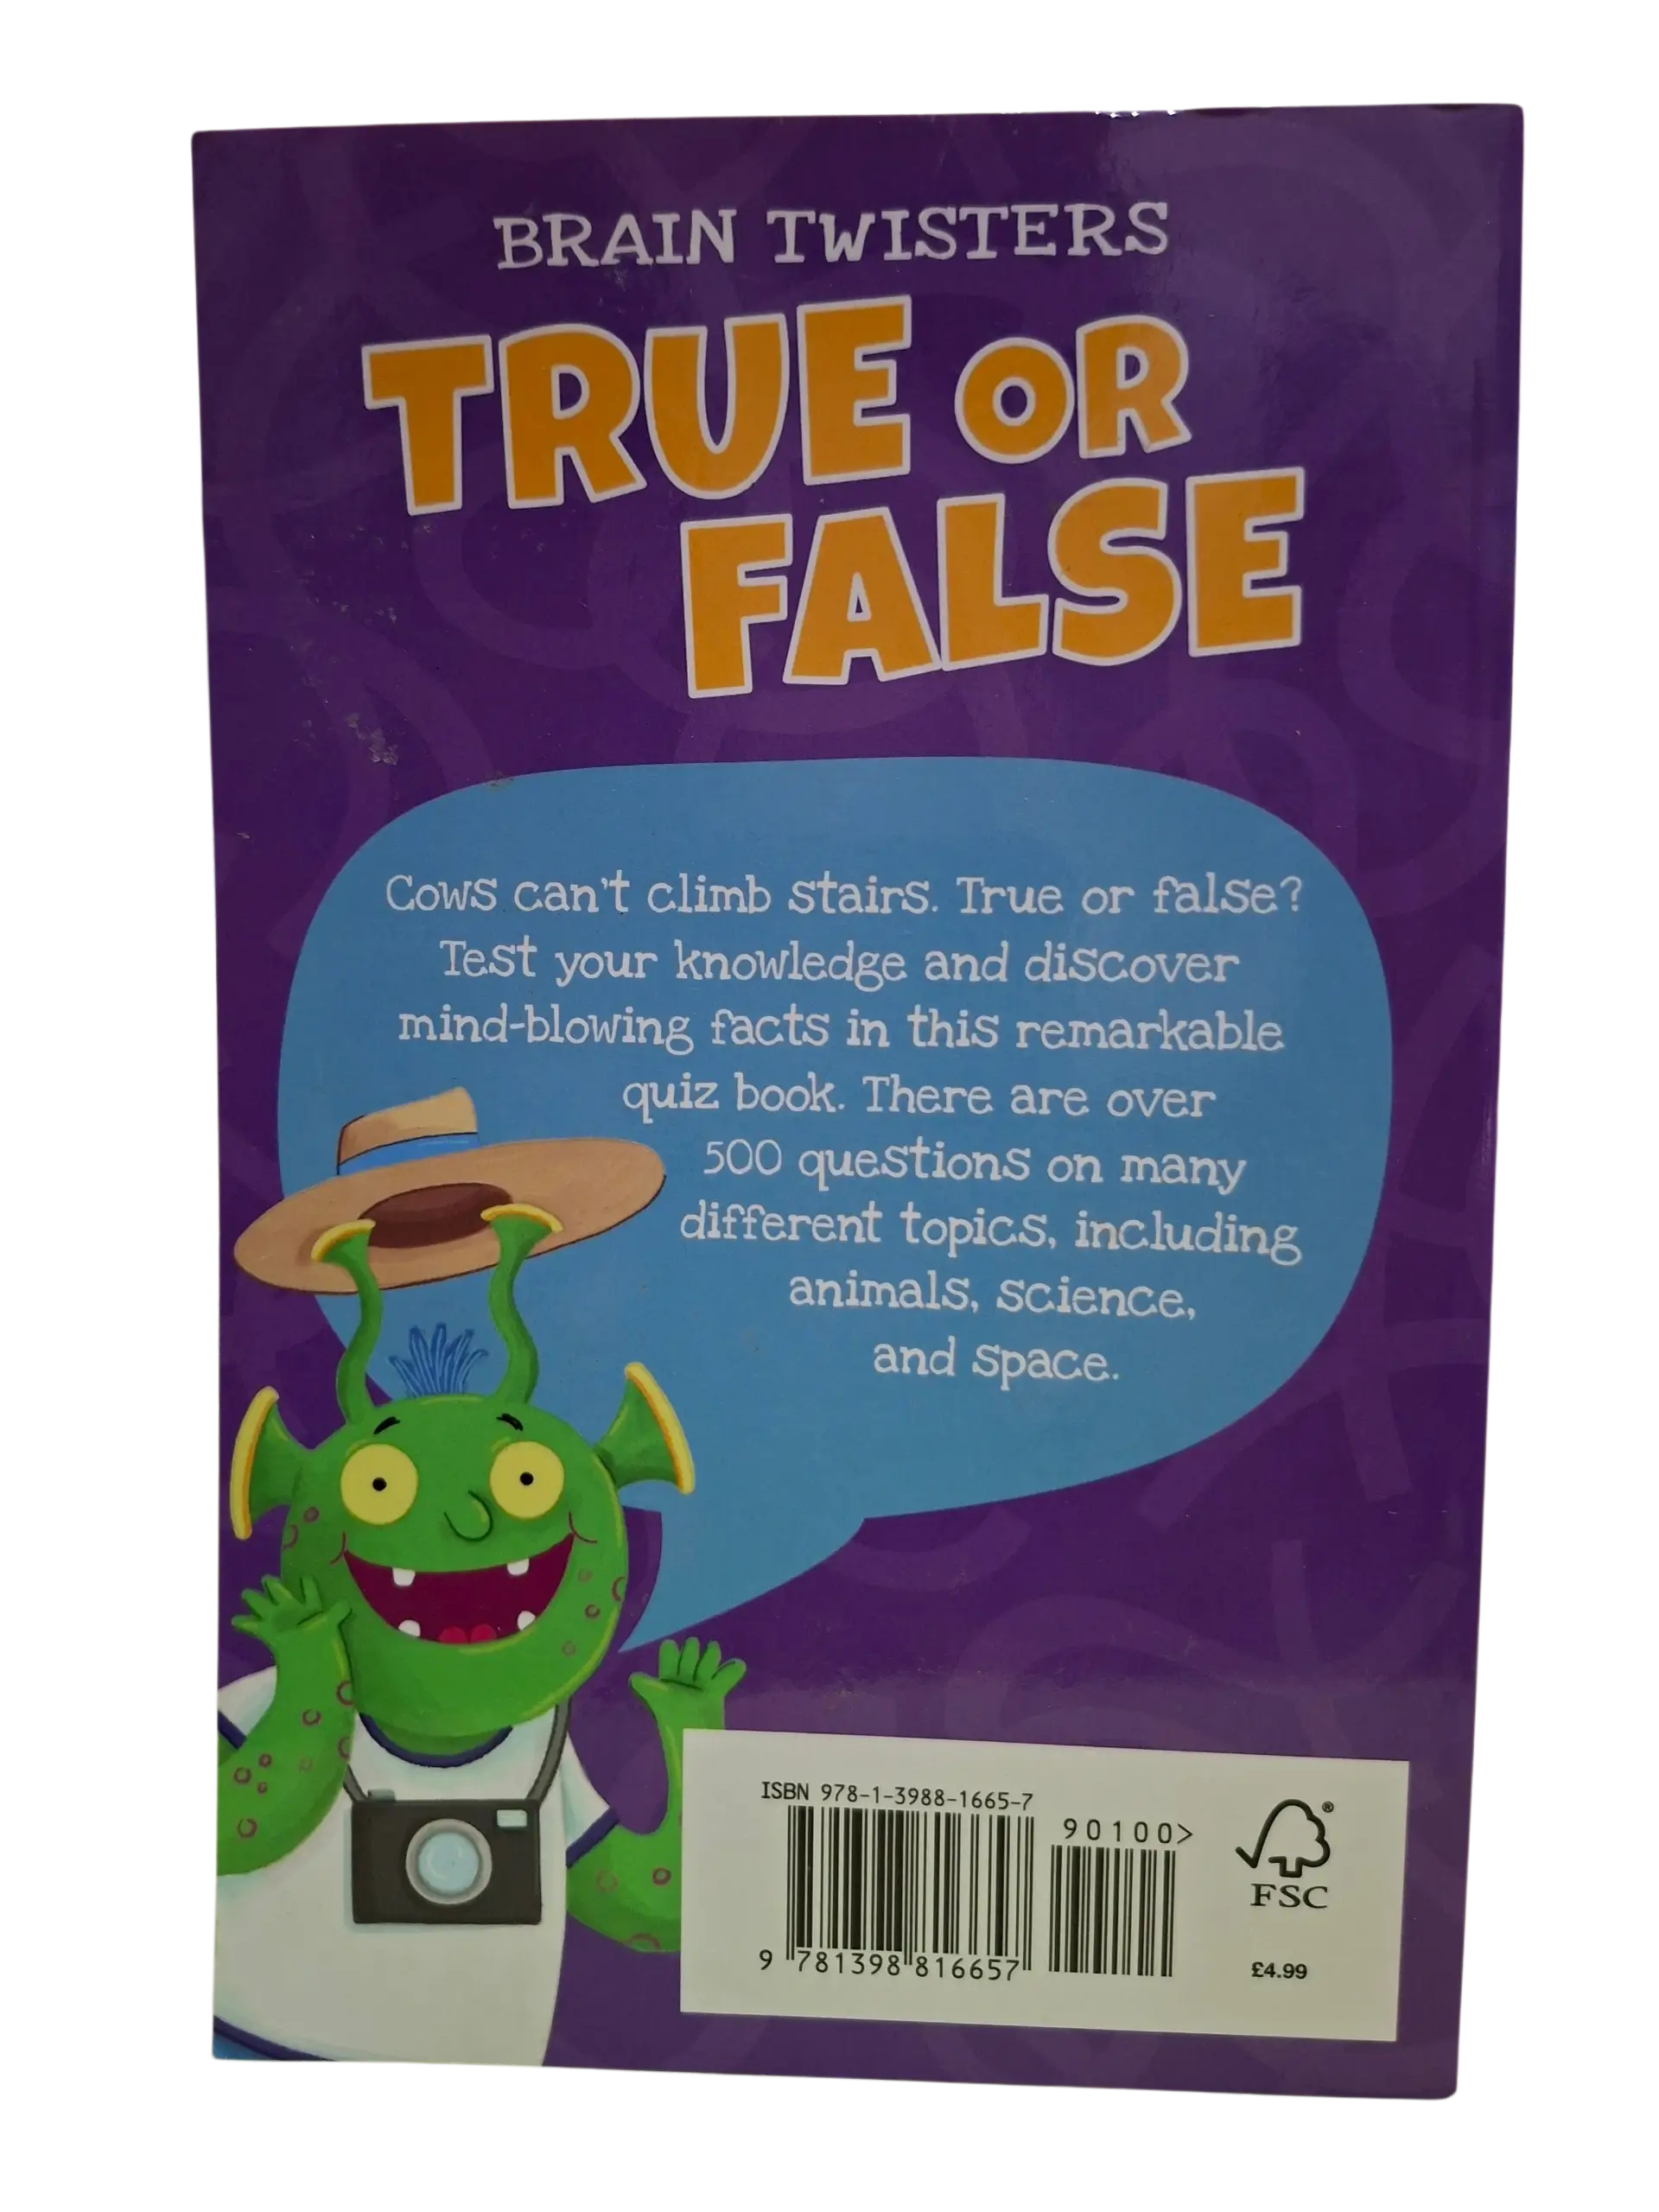 BRAIN TWISTERS
TRUE OR
FALSE
Cows can't climb stairs. True or false?
Test your knowledge and discover
mind-blowing facts in this remarkable
quiz book. There are over
500 questions on many
different topics, including
animals, science,
and space.
ISBN 978-1-3988-1665-7
90100>
9 781398 816657
®
FSC
£4.99